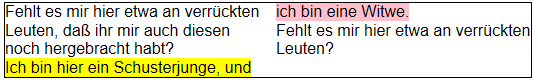 Fehlt es mir hier etwa an verrückten
Leuten, daß ihr mir auch diesen
noch hergebracht habt?
Ich bin hier ein Schusterjunge, und
ich bin eine Witwe.
Fehlt es mir hier etwa an verrückten
Leuten?